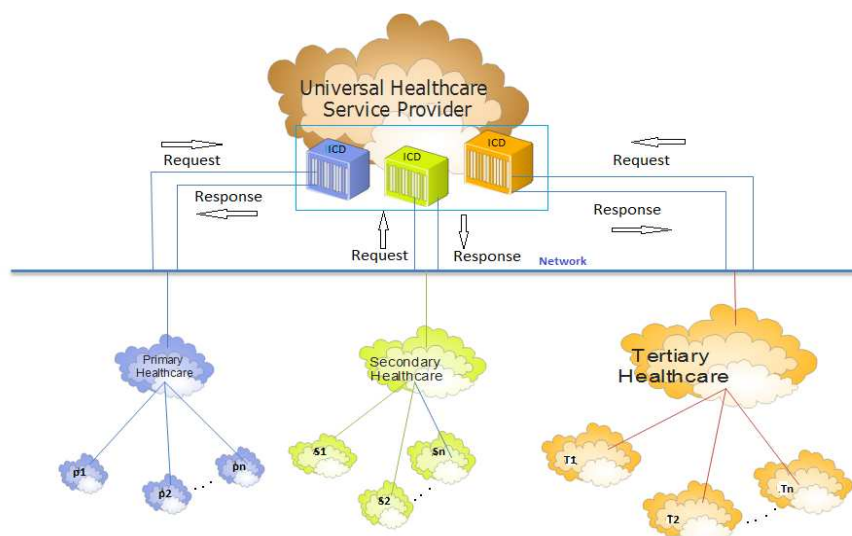 Universal Healthcare
Service Provider
ICD
ICD
ICD
Request
Response
Request
Response
Request
Response
Network
Primary
Healthcare
Secondary
Healthcare
Tertiary
Healthcare
p1
p2
pn
S1
S2
Sn
T1
T2
Tn